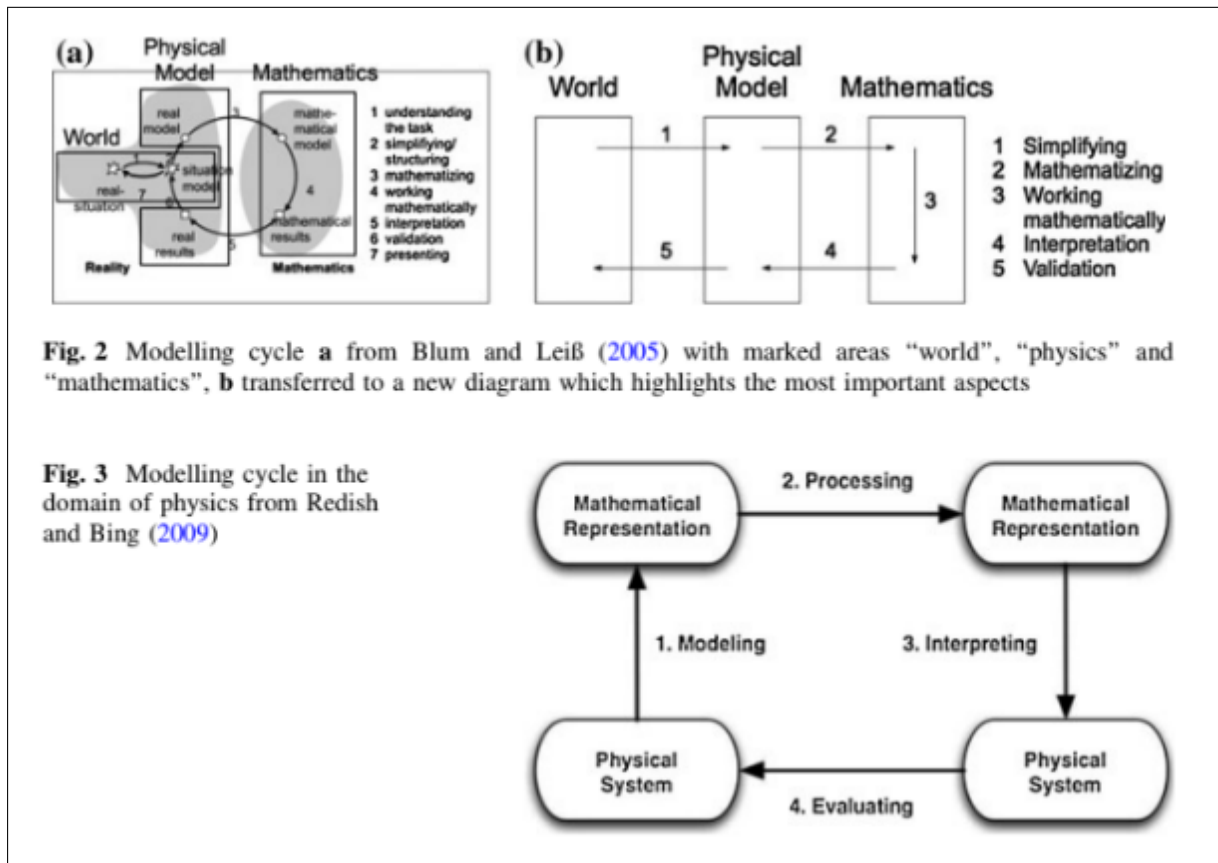 (a)
Physical
Model
Mathematics
World
real
model
3
mathe-
matical
model
situation
model
real-
situation
7
6
4
5
real
results
mathematical
results
Reality
Mathematics
1 understanding
the task
2 simplifiying/
structuring
3 mathematizing
4 working
mathematically
5 interpretation
6 validation
7 presenting
(b)
World
Physical
Model
Mathematics
1
2
3
5
4
1 Simplifying
2 Mathematizing
3 Working
mathematically
4 Interpretation
5 Validation
Fig. 2 Modelling cycle a from Blum and Leiß (2005) with marked areas “world”, “physics” and
“mathematics”, b transferred to a new diagram which highlights the most important aspects
Fig. 3 Modelling cycle in the
domain of physics from Redish
and Bing (2009)
Mathematical
Representation
2. Processing
Mathematical
Representation
1. Modeling
3. Interpreting
Physical
System
4. Evaluating
Physical
System